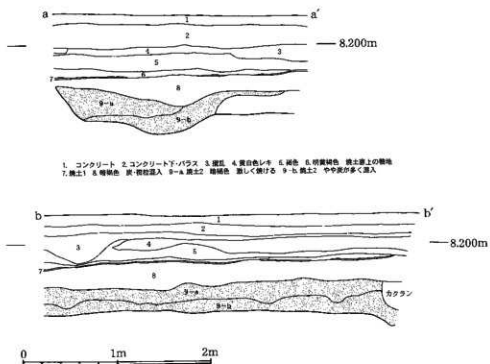 a a'
1
2
8.200m
4 3
5
7 6
8
9-a
9-b
1. コンクリート 2. コンクリート下・バラス 3. 攪乱 4. 黄白色レキ 5. 褐色 6. 明黄褐色 焼土層上の整地
7. 焼土1 8. 暗褐色 炭・礫粒混入 9-a. 焼土2 暗褐色 激しく焼ける 9-b. 焼土2 やや炭が多く混入
b b'
1
2
3 4 8.200m
5
7
8
9-a カクラン
9-b
0 1m 2m